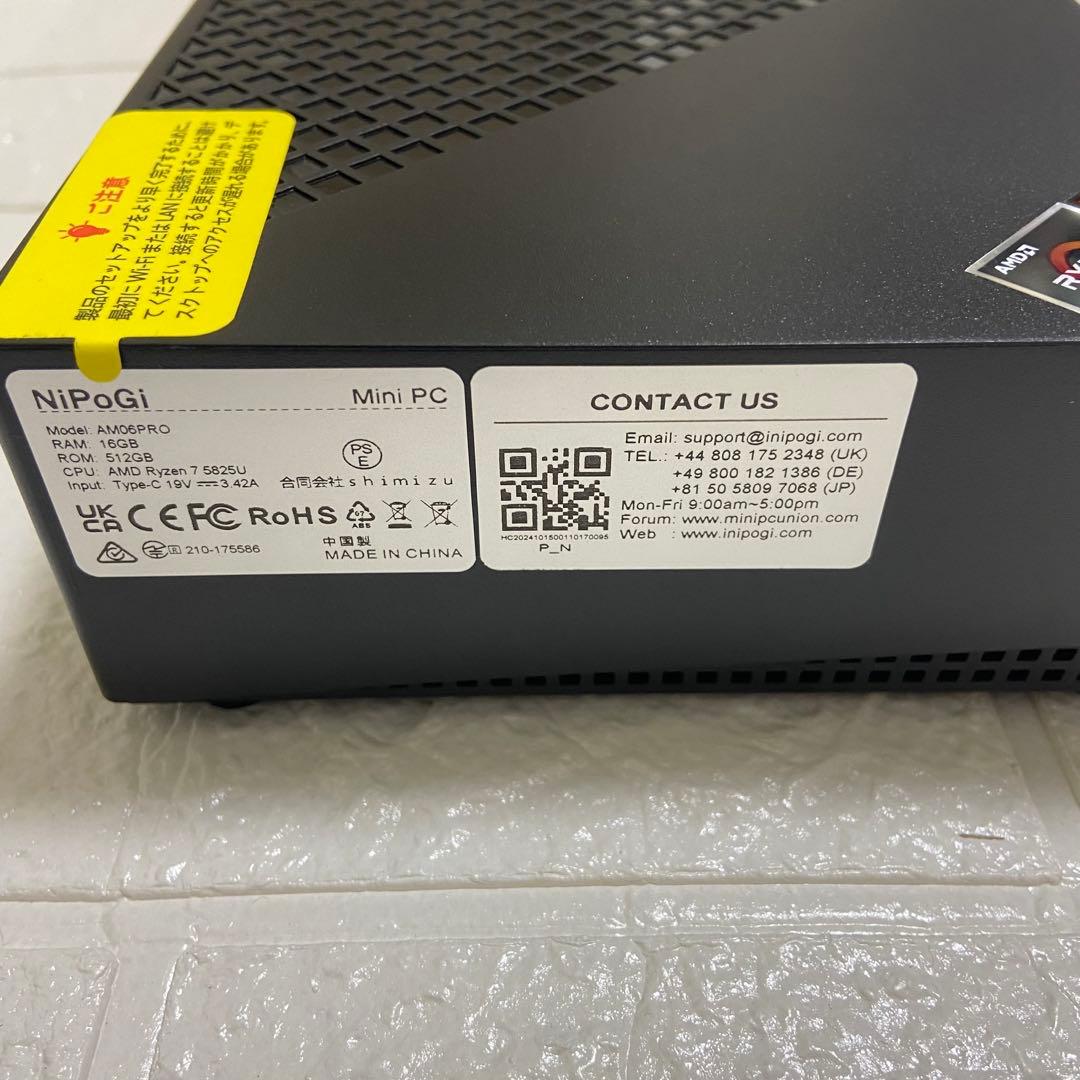 ご注意
製品のセットアップをより早く完了するために、
最初にWi-FiまたはLANに接続することは避け
てください。接続すると更新時間がかかり、デ
スクトップへのアクセスが遅れる場合があります。
AMD
NiPoGi Mini PC
Model: AM06PRO
RAM: 16GB
ROM: 512GB
CPU: AMD Ryzen 7 5825U
Input: Type-C 19V⎓3.42A
PS
E
合同会社shimizu
UK
CA CE FC RoHS
07
ABS
R 210-175586
中国製
MADE IN CHINA
CONTACT US
Email: support@inipogi.com
TEL.: +44 808 175 2348 (UK)
+49 800 182 1386 (DE)
+81 50 5809 7068 (JP)
Mon-Fri 9:00am~5:00pm
Forum: www.minipcunion.com
Web : www.inipogi.com
HC2024101500110170095
P_N